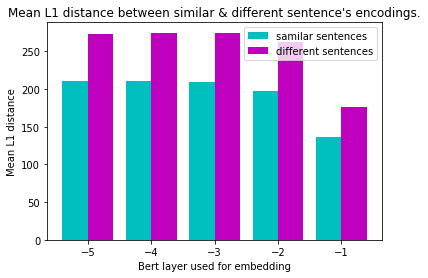 Mean L1 distance between similar & different sentence's encodings.
samilar sentences
different sentences
Mean L1 distance
250
200
150
100
50
0
−5 −4 −3 −2 −1
Bert layer used for embedding